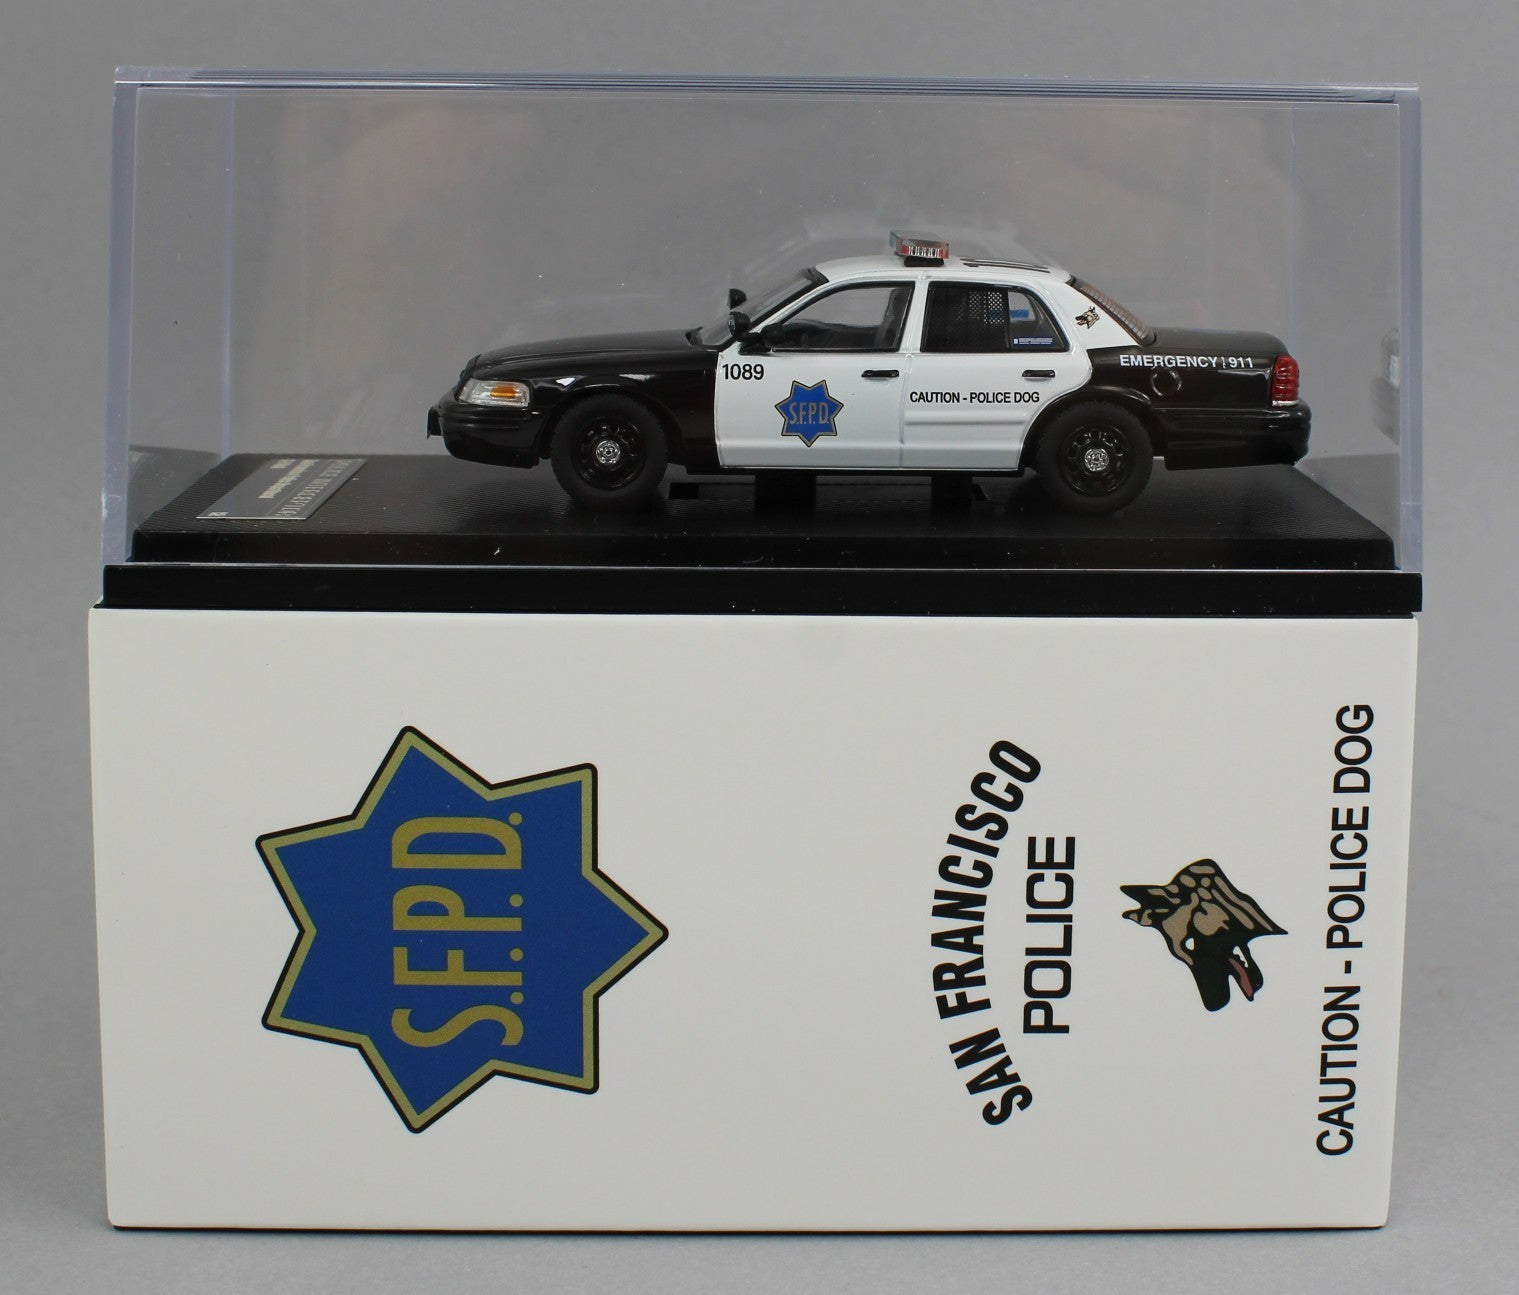 1089
S.F.P.D.
CAUTION - POLICE DOG
EMERGENCY 911
S.F.P.D.
SAN FRANCISCO
POLICE
CAUTION - POLICE DOG